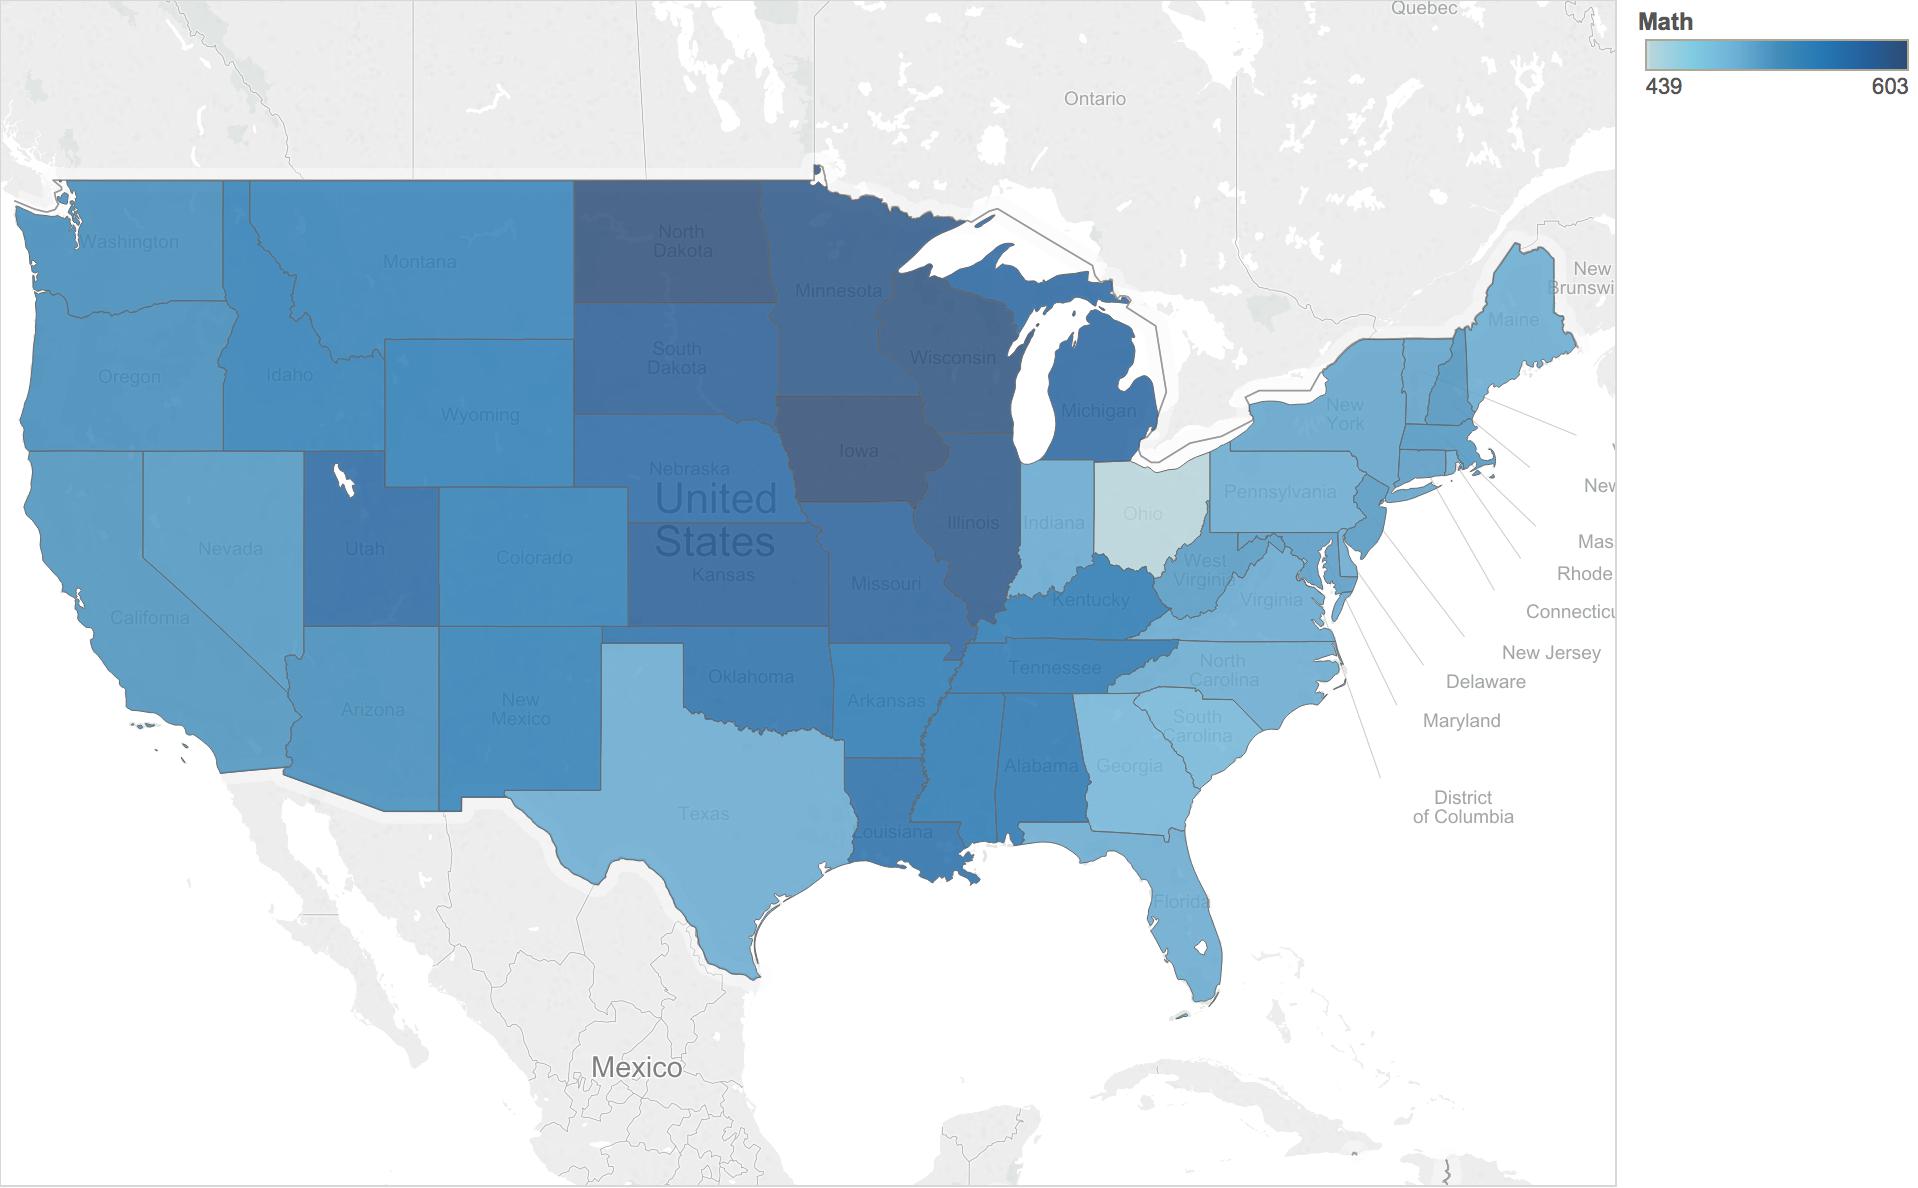 Quebec
Math
439
603
Ontario
Washington
Montana
North
Dakota
Minnesota
New
Brunswi
Maine
Oregon
Idaho
Wyoming
South
Dakota
Wisconsin
Michigan
New
York
Iowa
Nebraska
United
States
Kansas
Illinois
Indiana
Ohio
Pennsylvania
New
Nevada
Utah
Colorado
Missouri
West
Virginia
Mas
Rhode
California
Kentucky
Virginia
Connecticu
New Jersey
Oklahoma
Tennessee
North
Carolina
Delaware
Arizona
New
Mexico
Arkansas
South
Carolina
Maryland
Alabama
Georgia
Texas
Louisiana
District
of Columbia
Florida
Mexico